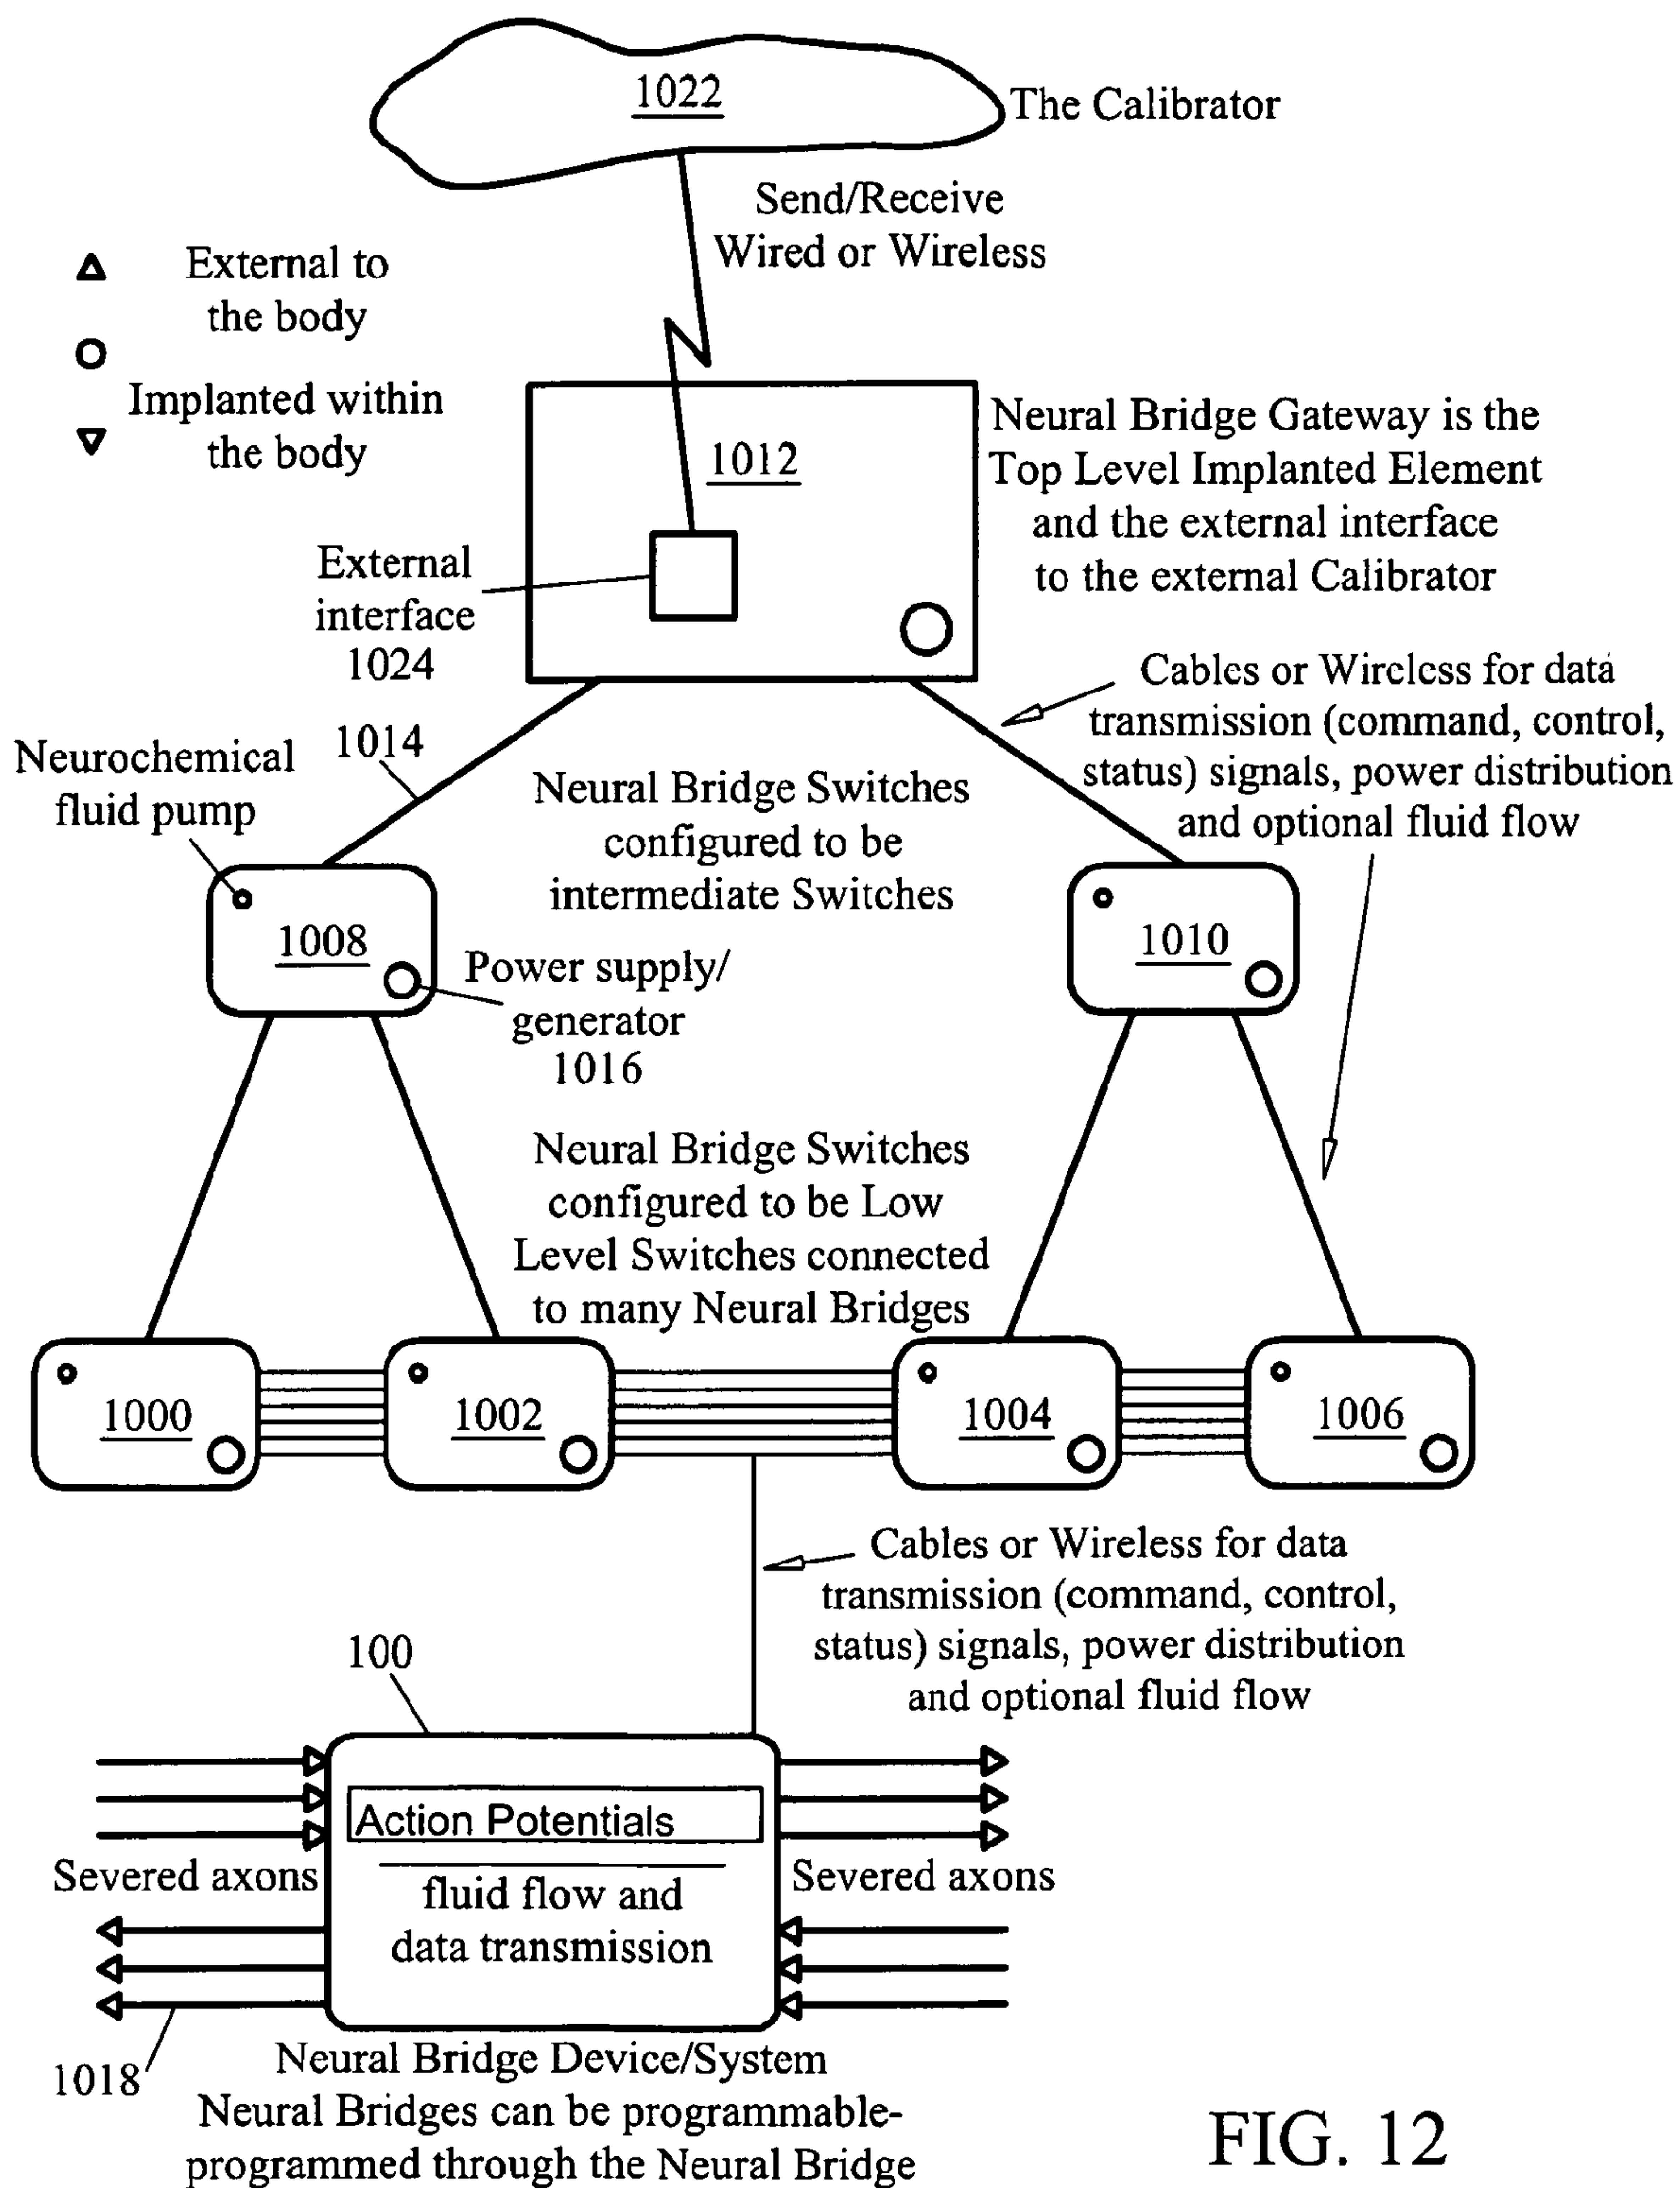 1022
The Calibrator
Send/Receive
Wired or Wireless
External to
the body
Implanted within
the body
1012
Neural Bridge Gateway is the
Top Level Implanted Element
and the external interface
to the external Calibrator
External
interface
1024
Cables or Wireless for data
transmission (command, control,
status) signals, power distribution
and optional fluid flow
1014
Neurochemical
fluid pump
Neural Bridge Switches
configured to be
intermediate Switches
1008
1010
Power supply/
generator
1016
Neural Bridge Switches
configured to be Low
Level Switches connected
to many Neural Bridges
1000
1002
1004
1006
Cables or Wireless for data
transmission (command, control,
status) signals, power distribution
and optional fluid flow
100
Action Potentials
Severed axons
fluid flow and
data transmission
Severed axons
1018
Neural Bridge Device/System
Neural Bridges can be programmable-
programmed through the Neural Bridge
FIG. 12